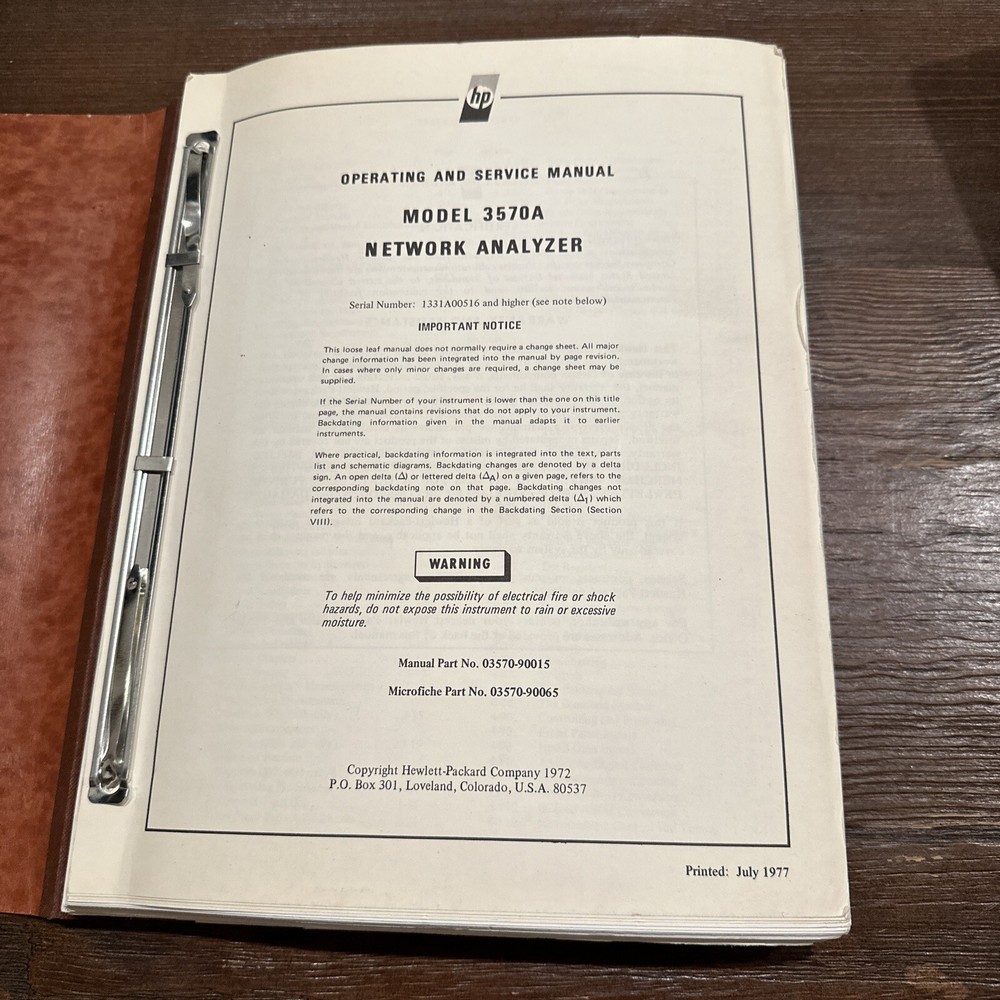 hp
OPERATING AND SERVICE MANUAL
MODEL 3570A
NETWORK ANALYZER
Serial Number: 1331A00516 and higher (see note below)
IMPORTANT NOTICE
This loose leaf manual does not normally require a change sheet. All major
change information has been integrated into the manual by page revision.
In cases where only minor changes are required, a change sheet may be
supplied.
If the Serial Number of your instrument is lower than the one on this title
page, the manual contains revisions that do not apply to your instrument.
Backdating information given in the manual adapts it to earlier
instruments.
Where practical, backdating information is integrated into the text, parts
list and schematic diagrams. Backdating changes are denoted by a delta
sign. An open delta (Δ) or lettered delta (ΔA) on a given page, refers to the
corresponding backdating note on that page. Backdating changes not
integrated into the manual are denoted by a numbered delta (Δ1) which
refers to the corresponding change in the Backdating Section (Section
VIII).
WARNING
To help minimize the possibility of electrical fire or shock
hazards, do not expose this instrument to rain or excessive
moisture.
Manual Part No. 03570-90015
Microfiche Part No. 03570-90065
Copyright Hewlett-Packard Company 1972
P.O. Box 301, Loveland, Colorado, U.S.A. 80537
Printed: July 1977